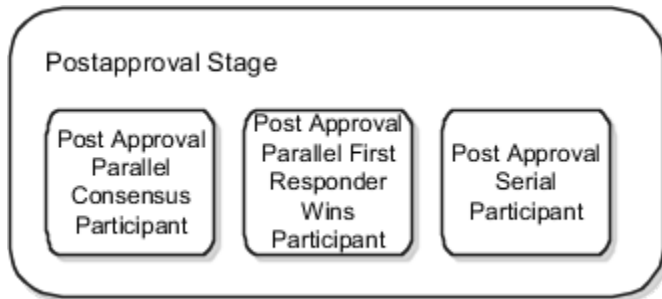 Postapproval Stage
Post Approval
Parallel
Consensus
Participant
Post Approval
Parallel First
Responder
Wins
Participant
Post Approval
Serial
Participant